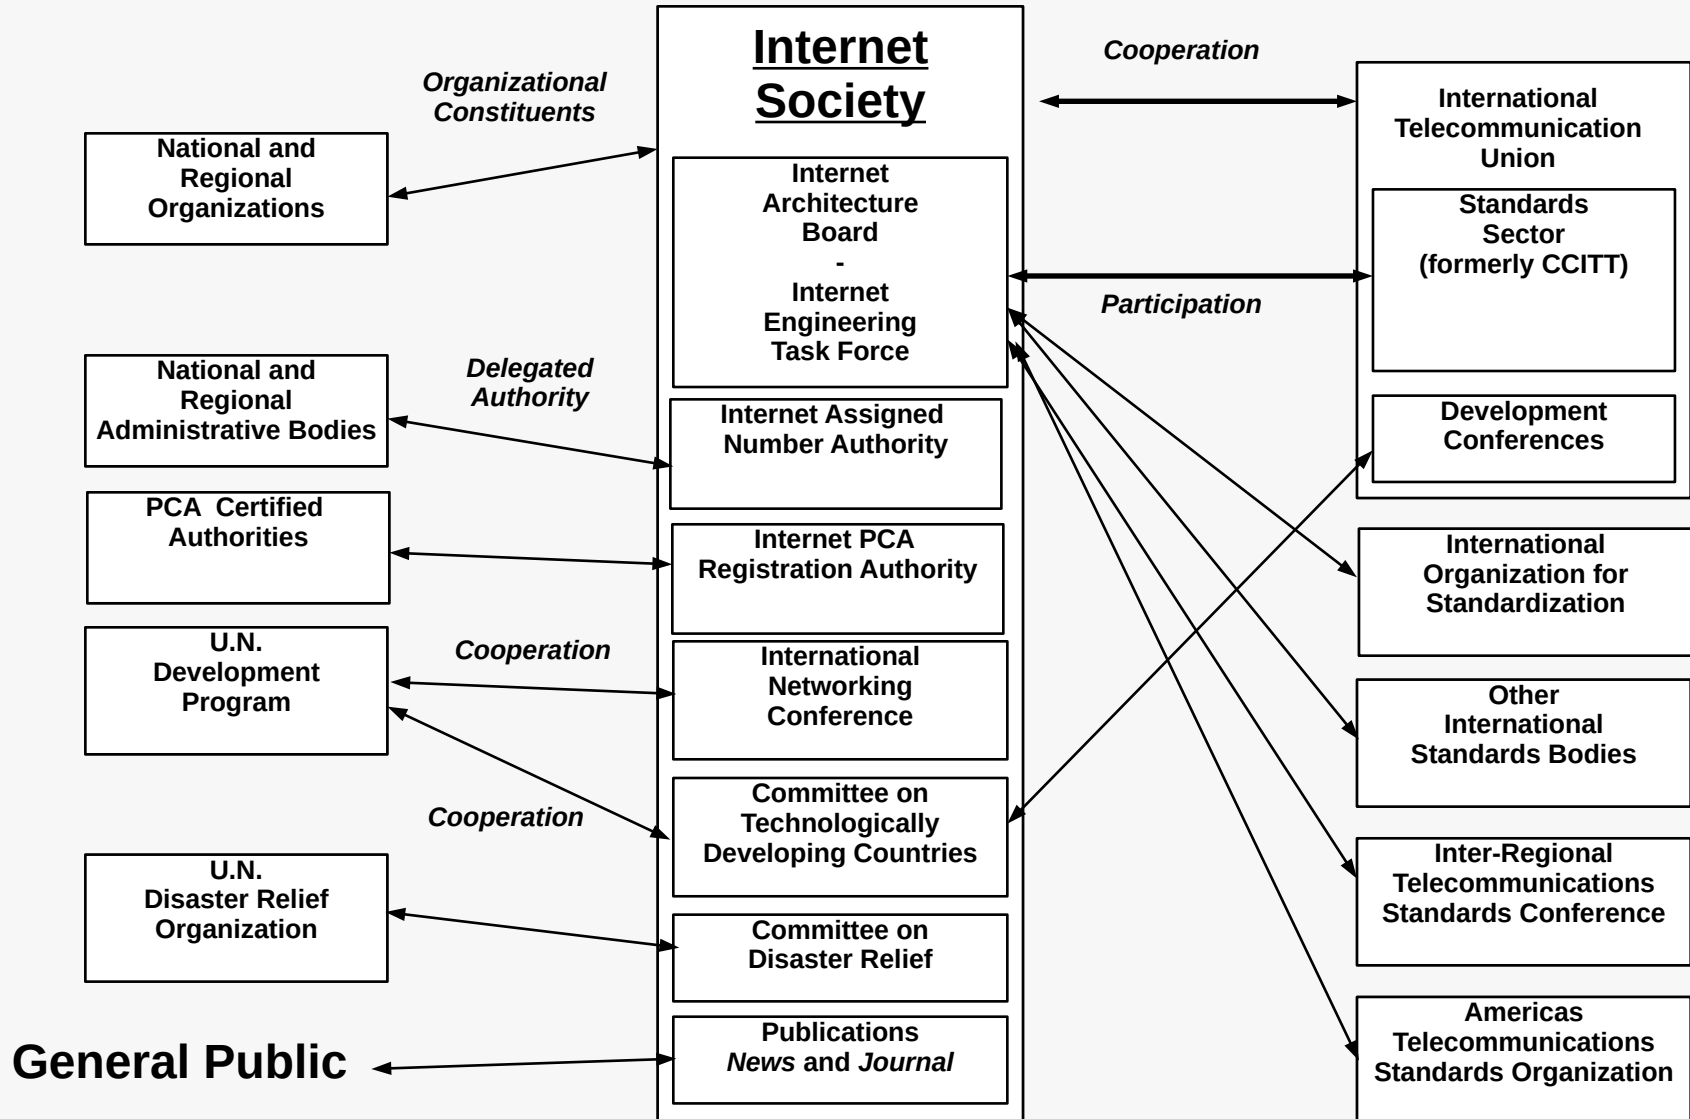 Internet
Society
Organizational
Constituents
National and
Regional
Organizations
Delegated
Authority
National and
Regional
Administrative Bodies
PCA Certified
Authorities
Cooperation
U.N.
Development
Program
Cooperation
U.N.
Disaster Relief
Organization
General Public
Internet
Architecture
Board
-
Internet
Engineering
Task Force
Internet Assigned
Number Authority
Internet PCA
Registration Authority
International
Networking
Conference
Committee on
Technologically
Developing Countries
Committee on
Disaster Relief
Publications
News and Journal
Cooperation
Participation
International
Telecommunication
Union
Standards
Sector
(formerly CCITT)
Development
Conferences
International
Organization for
Standardization
Other
International
Standards Bodies
Inter-Regional
Telecommunications
Standards Conference
Americas
Telecommunications
Standards Organization